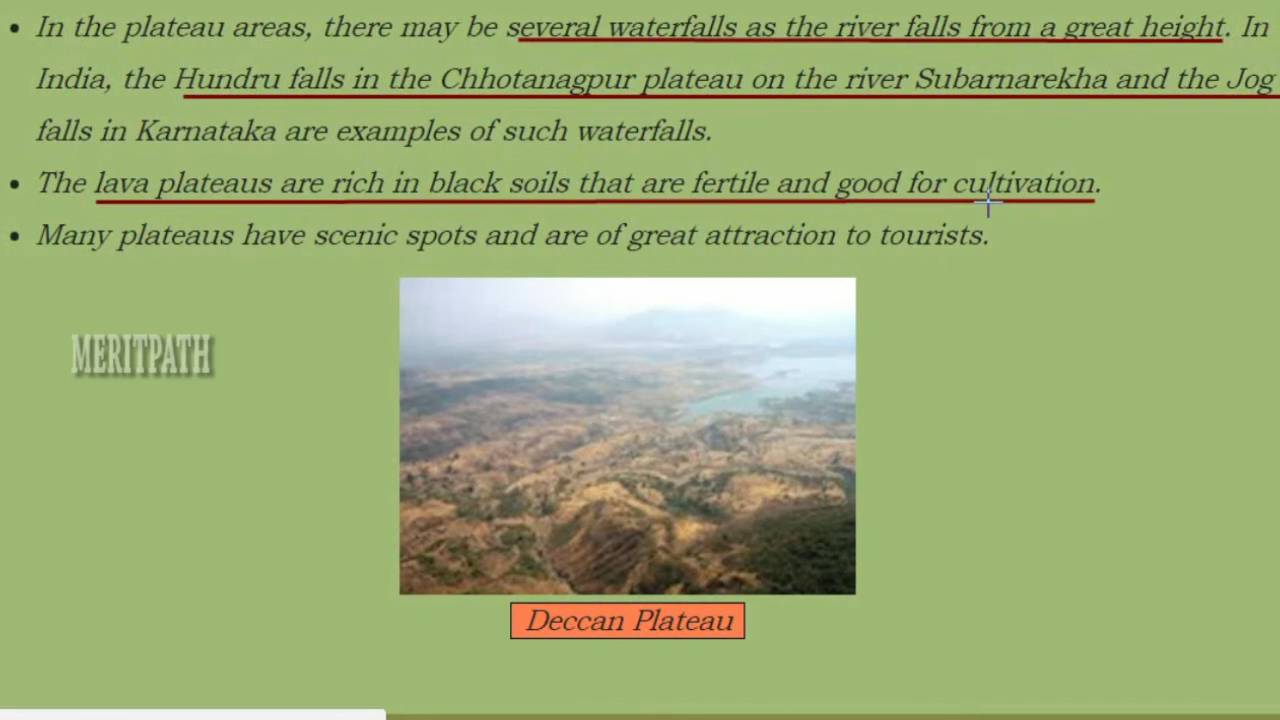 • In the plateau areas, there may be several waterfalls as the river falls from a great height. In
India, the Hundru falls in the Chhotanagpur plateau on the river Subarnarekha and the Jog
falls in Karnataka are examples of such waterfalls.
• The lava plateaus are rich in black soils that are fertile and good for cultivation.
• Many plateaus have scenic spots and are of great attraction to tourists.
MERITPATH
Deccan Plateau